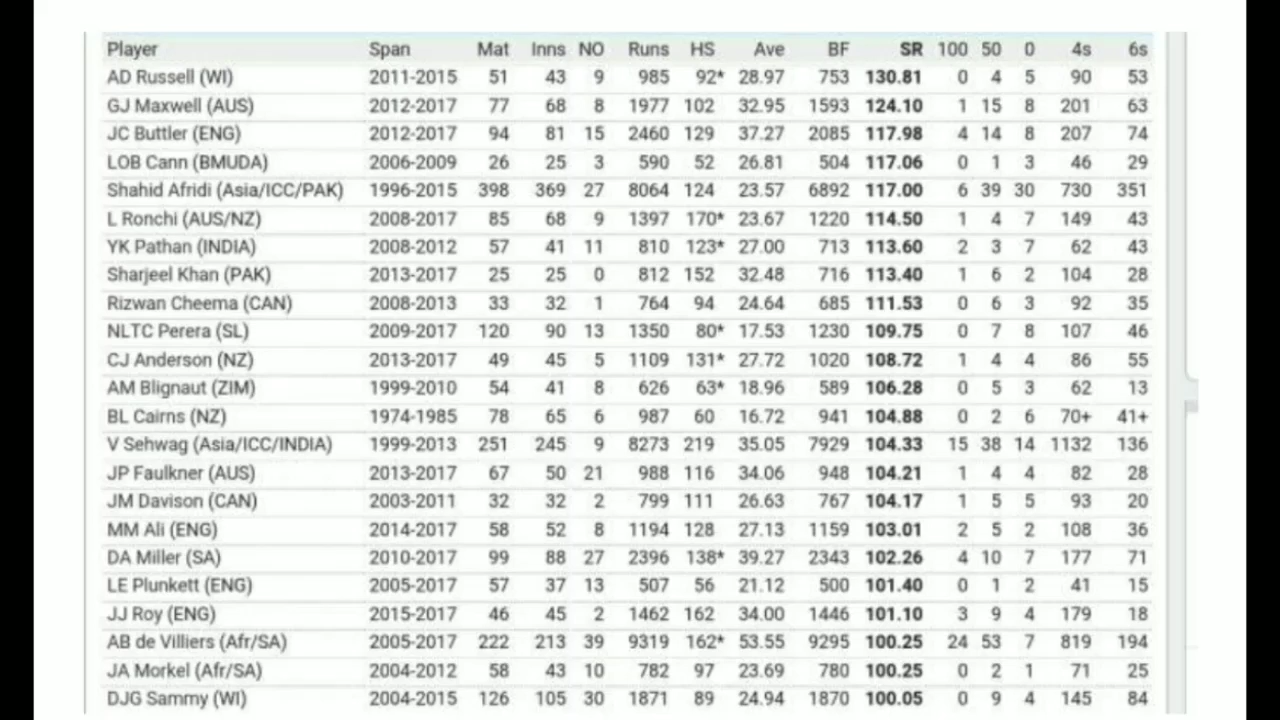 Player Span Mat Inns NO Runs HS Ave BF SR 100 50 0 4s 6s
AD Russell (WI) 2011-2015 51 43 9 985 92* 28.97 753 130.81 0 4 5 90 53
GJ Maxwell (AUS) 2012-2017 77 68 8 1977 102 32.95 1593 124.10 1 15 8 201 63
JC Buttler (ENG) 2012-2017 94 81 15 2460 129 37.27 2085 117.98 4 14 8 207 74
LOB Cann (BMUDA) 2006-2009 26 25 3 590 52 26.81 504 117.06 0 1 3 46 29
Shahid Afridi (Asia/ICC/PAK) 1996-2015 398 369 27 8064 124 23.57 6892 117.00 6 39 30 730 351
L Ronchi (AUS/NZ) 2008-2017 85 68 9 1397 170* 23.67 1220 114.50 1 4 7 149 43
YK Pathan (INDIA) 2008-2012 57 41 11 810 123* 27.00 713 113.60 2 3 7 62 43
Sharjeel Khan (PAK) 2013-2017 25 25 0 812 152 32.48 716 113.40 1 6 2 104 28
Rizwan Cheema (CAN) 2008-2013 33 32 1 764 94 24.64 685 111.53 0 6 3 92 35
NLTC Perera (SL) 2009-2017 120 90 13 1350 80* 17.53 1230 109.75 0 7 8 107 46
CJ Anderson (NZ) 2013-2017 49 45 5 1109 131* 27.72 1020 108.72 1 4 4 86 55
AM Blignaut (ZIM) 1999-2010 54 41 8 626 63* 18.96 589 106.28 0 5 3 62 13
BL Cairns (NZ) 1974-1985 78 65 6 987 60 16.72 941 104.88 0 2 6 70+ 41+
V Sehwag (Asia/ICC/INDIA) 1999-2013 251 245 9 8273 219 35.05 7929 104.33 15 38 14 1132 136
JP Faulkner (AUS) 2013-2017 67 50 21 988 116 34.06 948 104.21 1 4 4 82 28
JM Davison (CAN) 2003-2011 32 32 2 799 111 26.63 767 104.17 1 5 5 93 20
MM Ali (ENG) 2014-2017 58 52 8 1194 128 27.13 1159 103.01 2 5 2 108 36
DA Miller (SA) 2010-2017 99 88 27 2396 138* 39.27 2343 102.26 4 10 7 177 71
LE Plunkett (ENG) 2005-2017 57 37 13 507 56 21.12 500 101.40 0 1 2 41 15
JJ Roy (ENG) 2015-2017 46 45 2 1462 162 34.00 1446 101.10 3 9 4 179 18
AB de Villiers (Afr/SA) 2005-2017 222 213 39 9319 162* 53.55 9295 100.25 24 53 7 819 194
JA Morkel (Afr/SA) 2004-2012 58 43 10 782 97 23.69 780 100.25 0 2 1 71 25
DJG Sammy (WI) 2004-2015 126 105 30 1871 89 24.94 1870 100.05 0 9 4 145 84